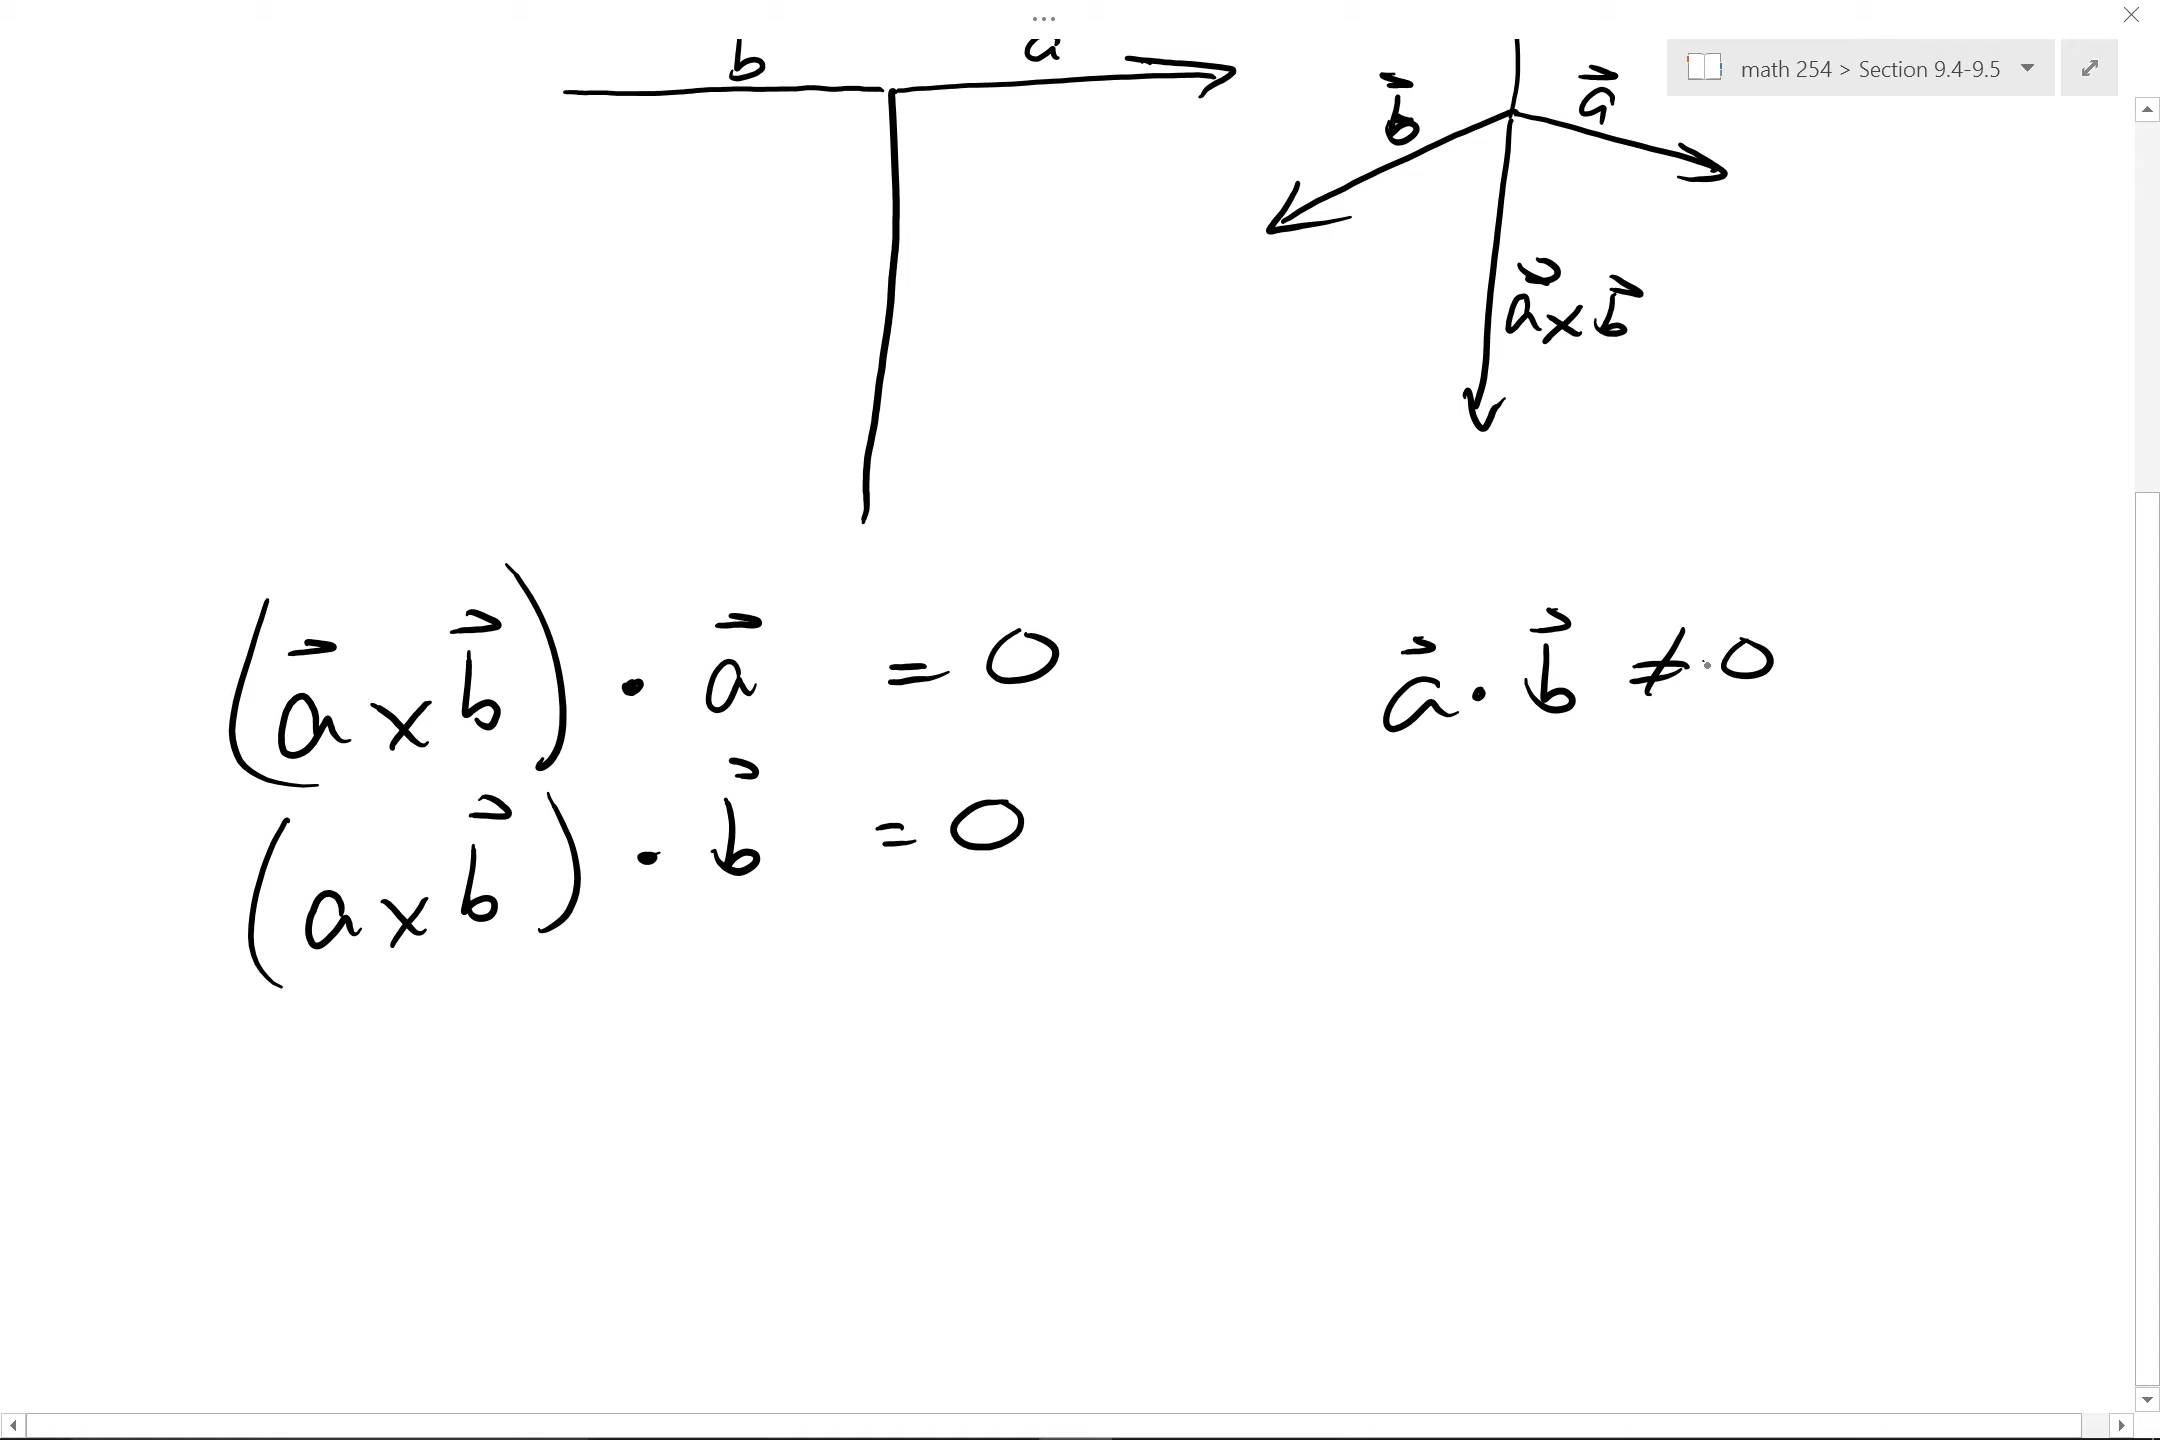 ...
b a
math 254 > Section 9.4-9.5
b⃗ a⃗
a⃗ x b⃗
(a⃗ x b⃗) • a⃗ = 0
a⃗ • b⃗ ≠ 0
(a x b⃗) • b⃗ = 0